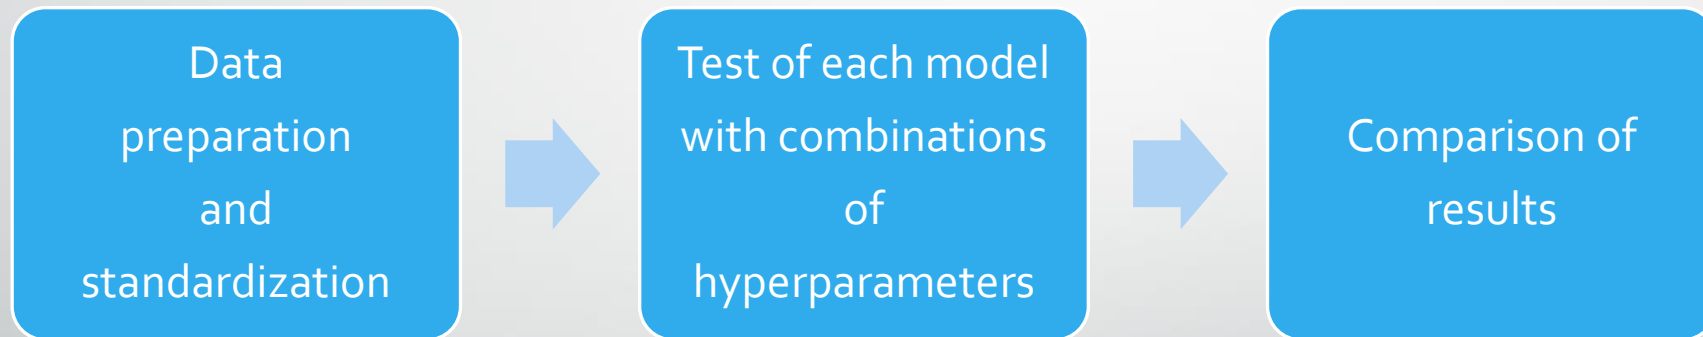 Data
preparation
and
standardization
Test of each model
with combinations
of
hyperparameters
Comparison of
results